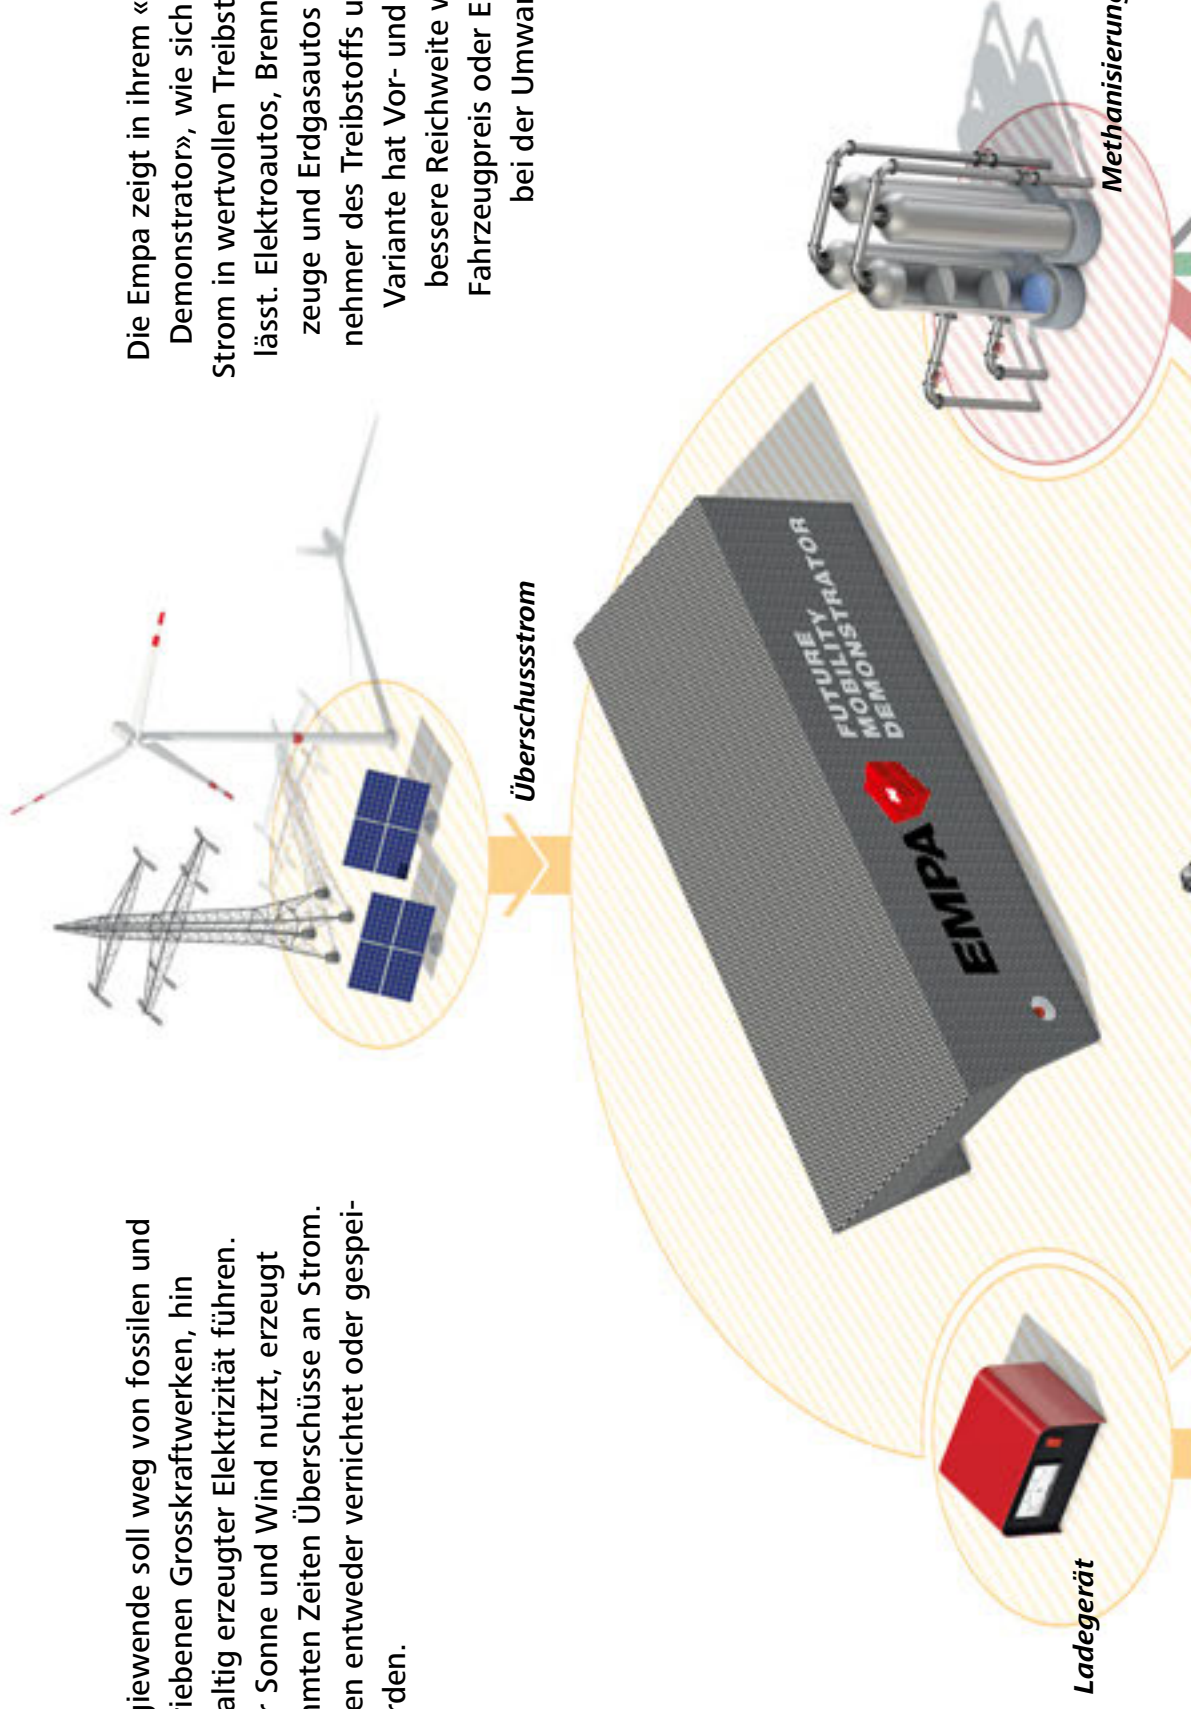 giewende soll weg von fossilen und
iebenen Grosskraftwerken, hin
altig erzeugter Elektrizität führen.
r Sonne und Wind nutzt, erzeugt
mten Zeiten Überschüsse an Strom.
en entweder vernichtet oder gespei-
rden.
Die Empa zeigt in ihrem «
Demonstrator», wie sich
Strom in wertvollen Treibst
lässt. Elektroautos, Brenn
zeuge und Erdgasautos
nehmer des Treibstoffs u
Variante hat Vor- und
bessere Reichweite v
Fahrzeugpreis oder E
bei der Umwan
Überschussstrom
EMPA
FUTURE
MOBILITY
DEMONSTRATOR
Ladegerät
Methanisierung